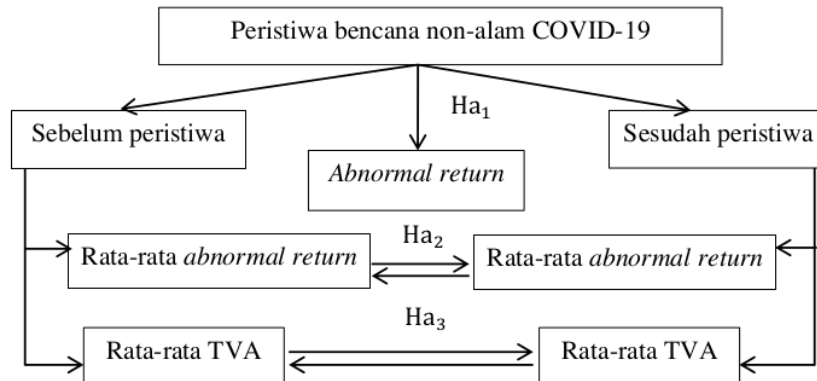 Peristiwa bencana non-alam COVID-19
Ha₁
Sebelum peristiwa
Sesudah peristiwa
Abnormal return
Ha₂
Rata-rata abnormal return
Rata-rata abnormal return
Ha₃
Rata-rata TVA
Rata-rata TVA